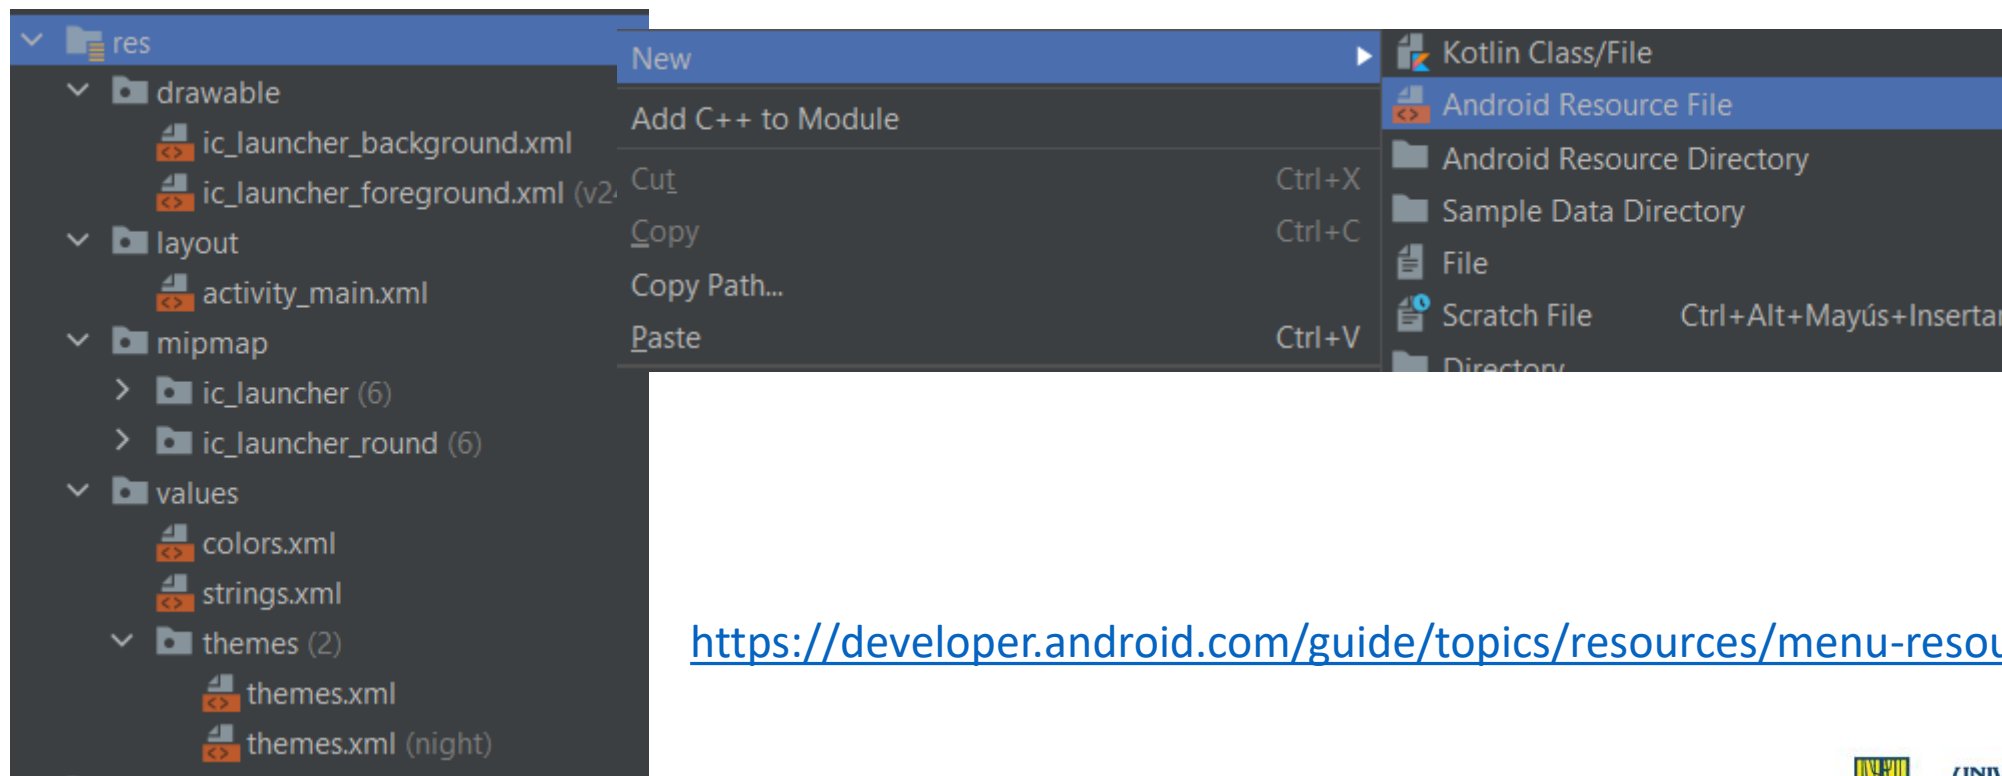 res
drawable
ic_launcher_background.xml
ic_launcher_foreground.xml (v24
layout
activity_main.xml
mipmap
ic_launcher (6)
ic_launcher_round (6)
values
colors.xml
strings.xml
themes (2)
themes.xml
themes.xml (night)
New
Add C++ to Module
Cut Ctrl+X
Copy Ctrl+C
Copy Path...
Paste Ctrl+V
Kotlin Class/File
Android Resource File
Android Resource Directory
Sample Data Directory
File
Scratch File Ctrl+Alt+Mayús+Insertar
Directory
https://developer.android.com/guide/topics/resources/menu-resou